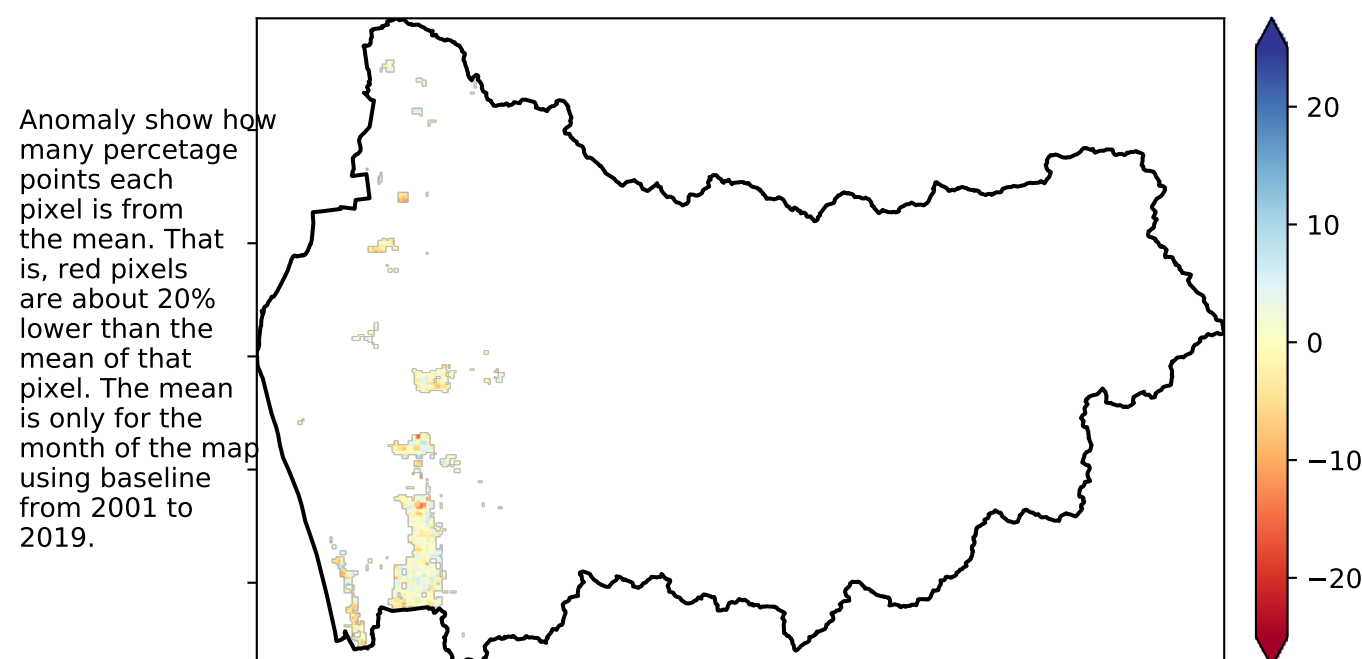 Anomaly show how
many percetage
points each
pixel is from
the mean. That
is, red pixels
are about 20%
lower than the
mean of that
pixel. The mean
is only for the
month of the map
using baseline
from 2001 to
2019.
20
10
0
−10
−20